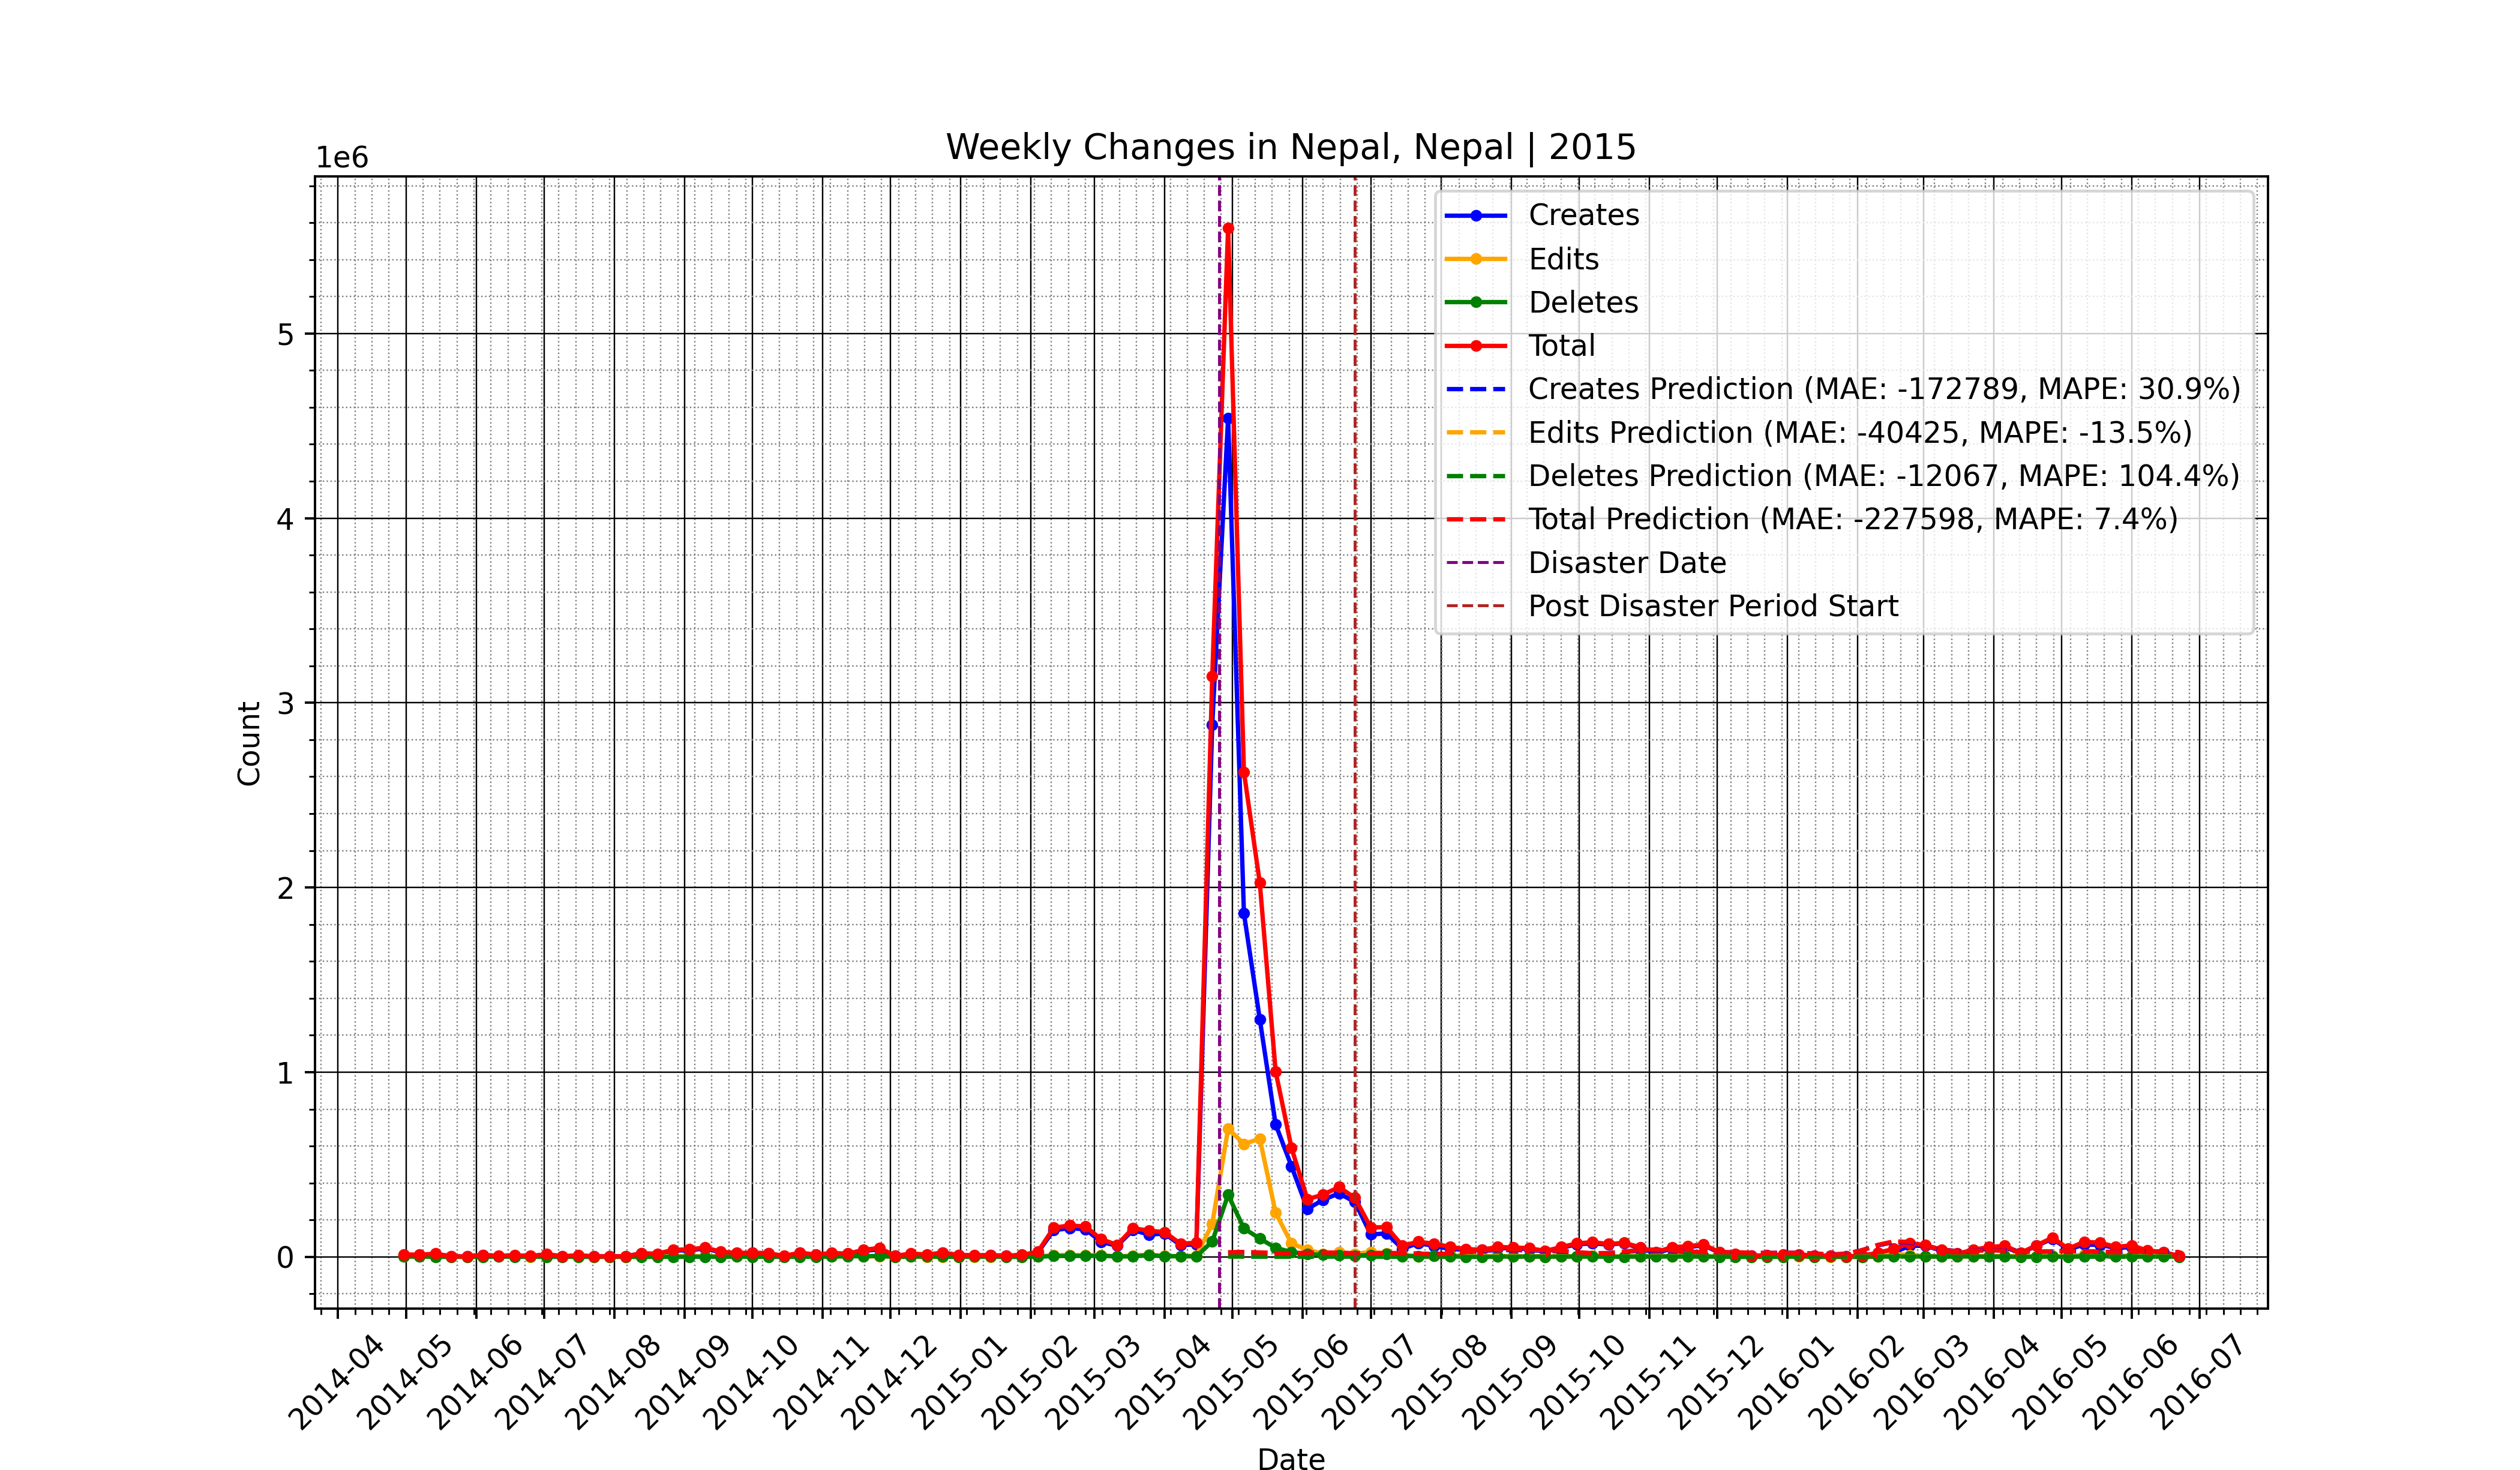 Weekly Changes in Nepal, Nepal | 2015
1e6
Creates
Edits
Deletes
Total
Creates Prediction (MAE: -172789, MAPE: 30.9%)
Edits Prediction (MAE: -40425, MAPE: -13.5%)
Deletes Prediction (MAE: -12067, MAPE: 104.4%)
Total Prediction (MAE: -227598, MAPE: 7.4%)
Disaster Date
Post Disaster Period Start
5
4
3
2
1
0
Count
2014-04
2014-05
2014-06
2014-07
2014-08
2014-09
2014-10
2014-11
2014-12
2015-01
2015-02
2015-03
2015-04
2015-05
2015-06
2015-07
2015-08
2015-09
2015-10
2015-11
2015-12
2016-01
2016-02
2016-03
2016-04
2016-05
2016-06
2016-07
Date